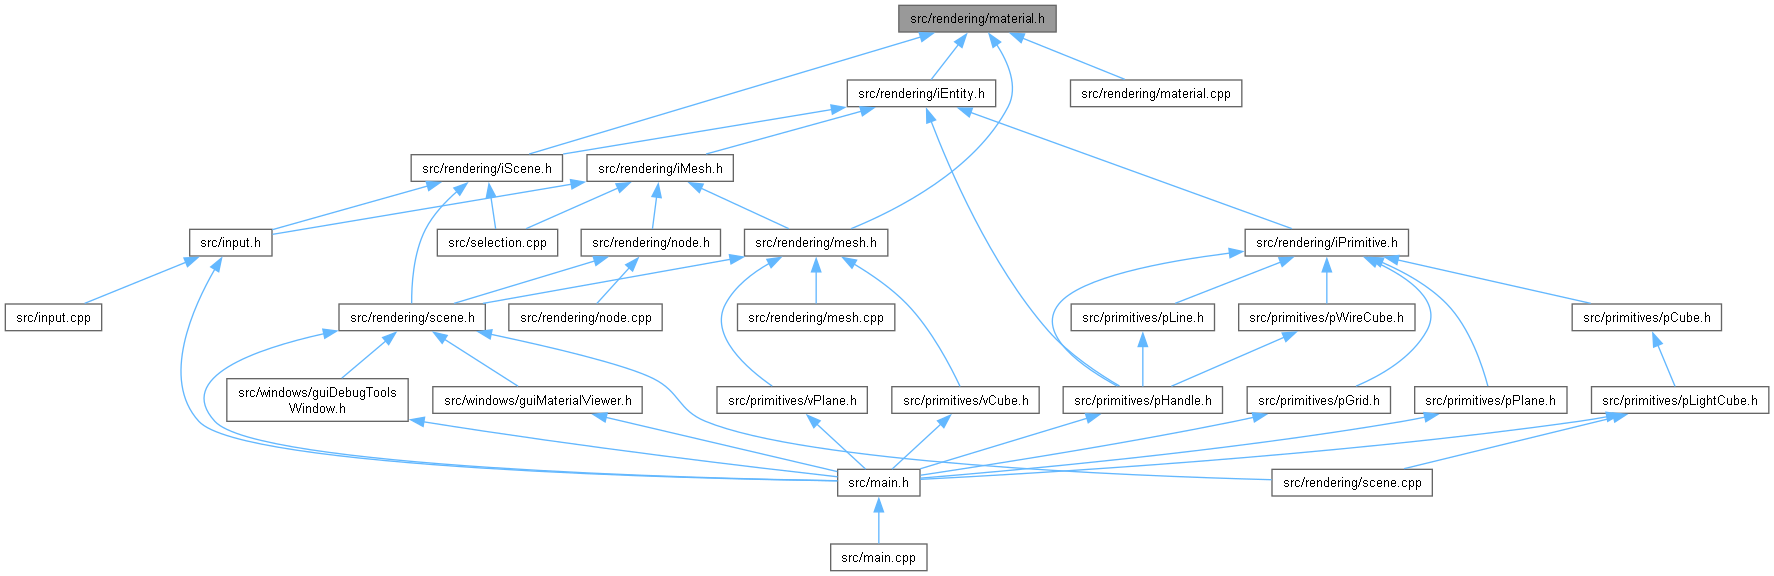 src/rendering/material.h
src/rendering/iEntity.h
src/rendering/material.cpp
src/rendering/iScene.h
src/rendering/iMesh.h
src/input.h
src/selection.cpp
src/rendering/node.h
src/rendering/mesh.h
src/rendering/iPrimitive.h
src/input.cpp
src/rendering/scene.h
src/rendering/node.cpp
src/rendering/mesh.cpp
src/primitives/pLine.h
src/primitives/pWireCube.h
src/primitives/pCube.h
src/windows/guiDebugTools
Window.h
src/windows/guiMaterialViewer.h
src/primitives/vPlane.h
src/primitives/vCube.h
src/primitives/pHandle.h
src/primitives/pGrid.h
src/primitives/pPlane.h
src/primitives/pLightCube.h
src/main.h
src/rendering/scene.cpp
src/main.cpp